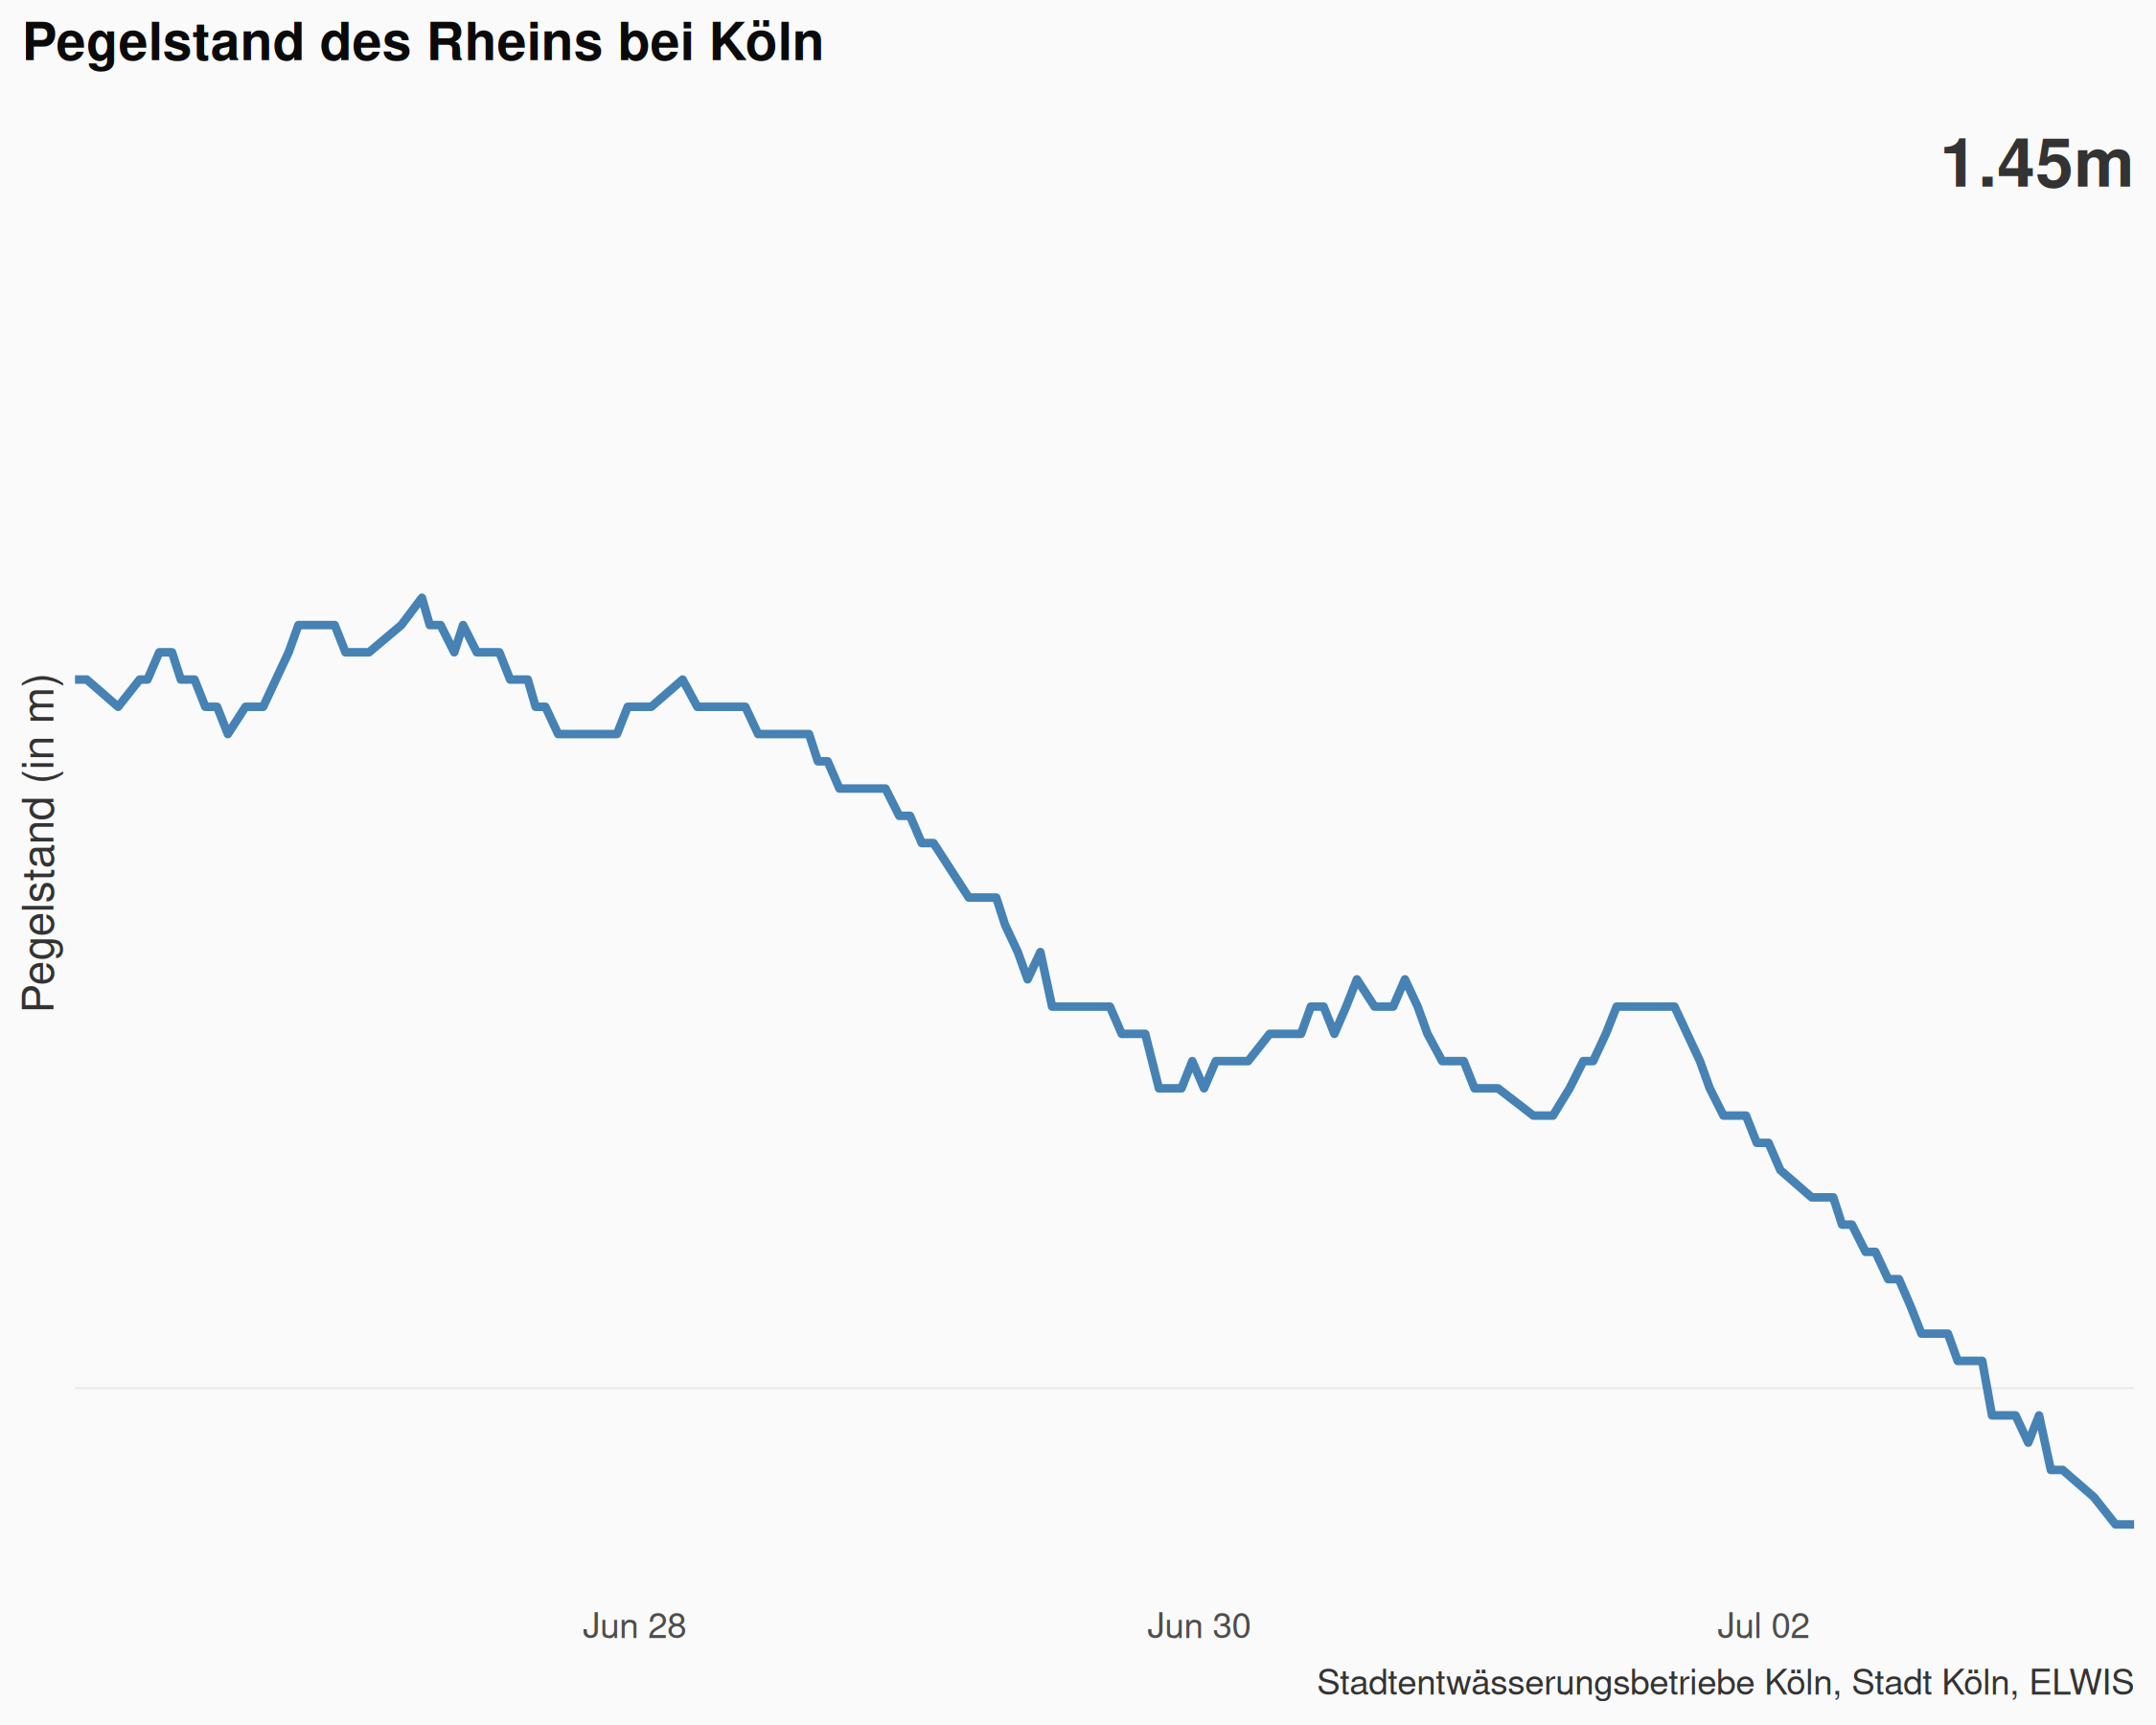 Pegelstand des Rheins bei Köln
1.45m
Pegelstand (in m)
Jun 28
Jun 30
Jul 02
Stadtentwässerungsbetriebe Köln, Stadt Köln, ELWIS